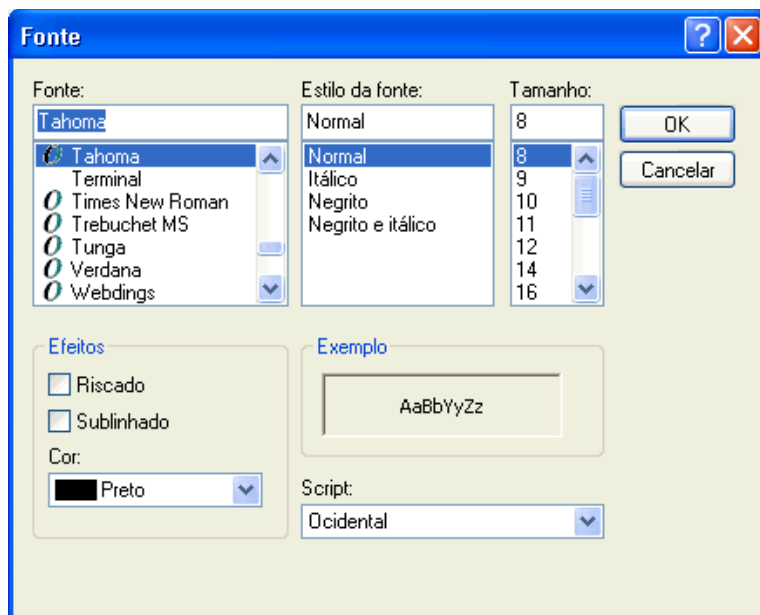 Fonte
Fonte:
Tahoma
Tahoma
Terminal
Times New Roman
Trebuchet MS
Tunga
Verdana
Webdings
Estilo da fonte:
Normal
Normal
Itálico
Negrito
Negrito e itálico
Tamanho:
8
8
9
10
11
12
14
16
OK
Cancelar
Efeitos
Riscado
Sublinhado
Cor:
Preto
Exemplo
AaBbYyZz
Script:
Ocidental